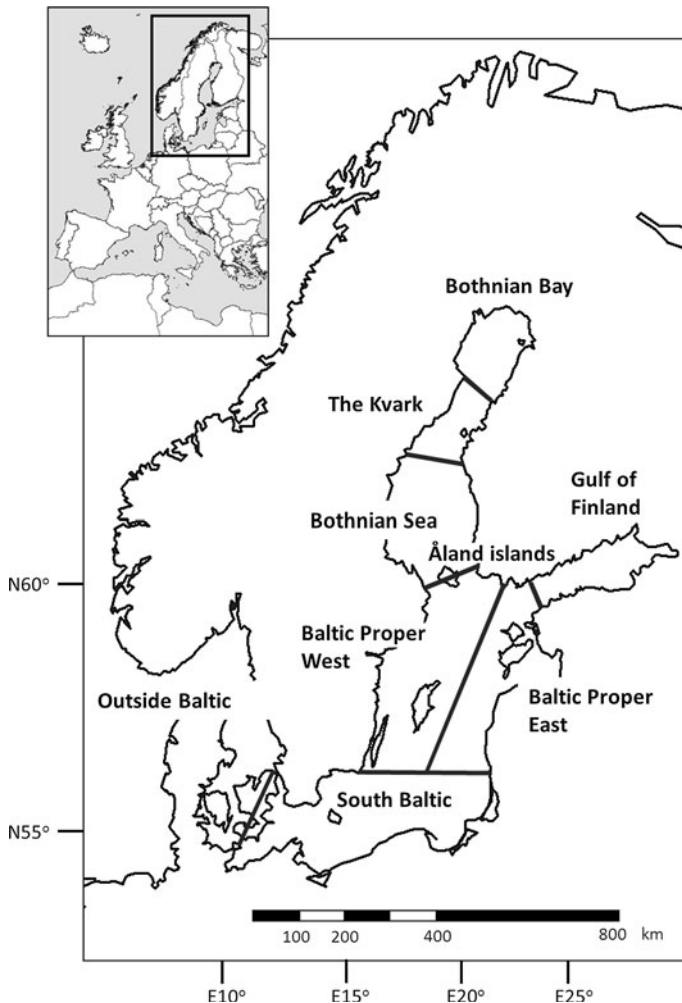 Bothnian Bay
The Kvark
Gulf of
Finland
Bothnian Sea
Åland islands
N60°
Baltic Proper
West
Outside Baltic
Baltic Proper
East
South Baltic
N55°
100 200 400 800 km
E10° E15° E20° E25°